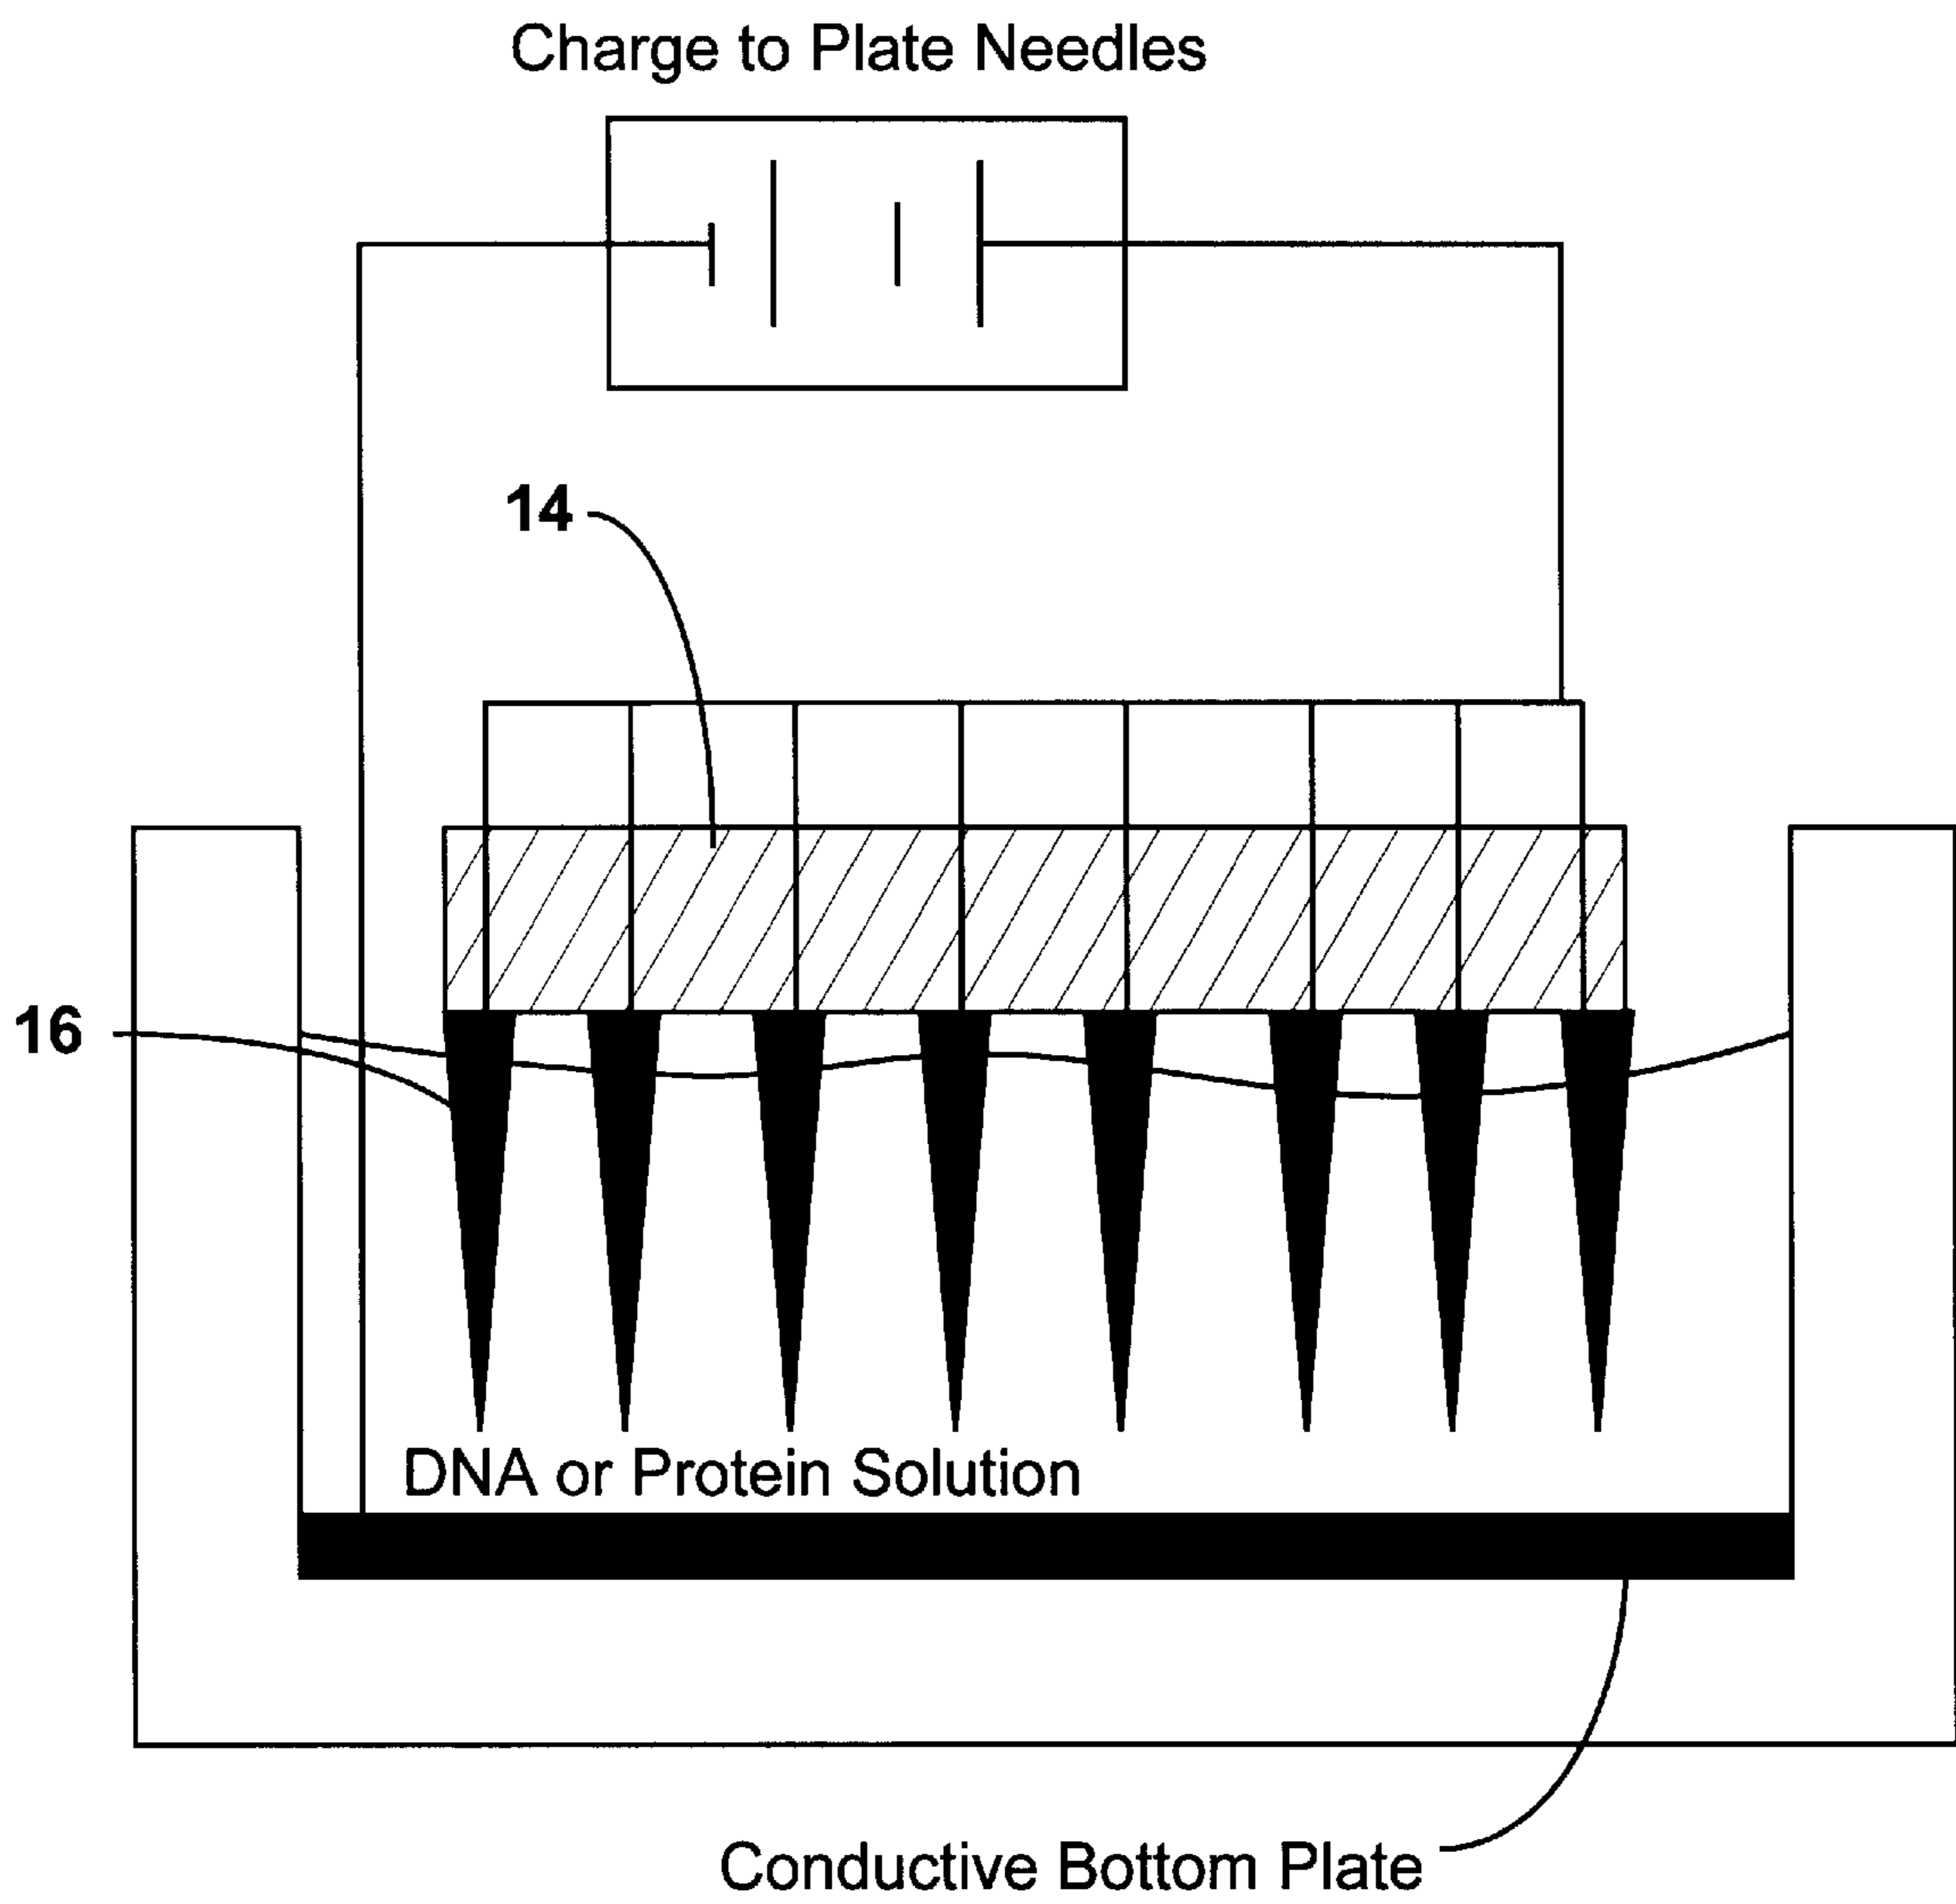 Charge to Plate Needles
14
16
DNA or Protein Solution
Conductive Bottom Plate